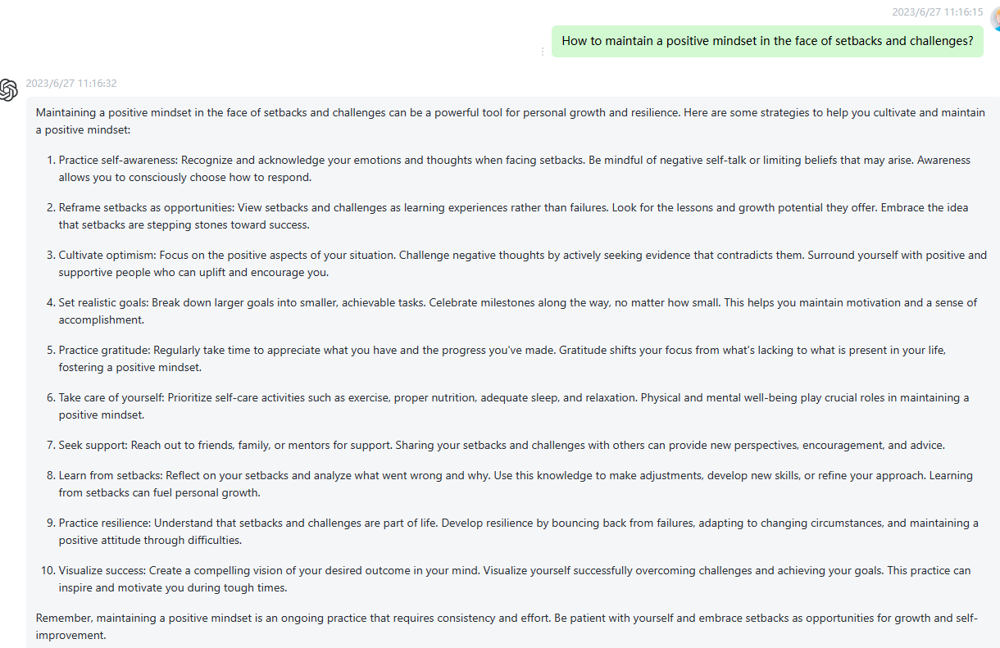 2023/6/27 11:16:15
How to maintain a positive mindset in the face of setbacks and challenges?
2023/6/27 11:16:32
Maintaining a positive mindset in the face of setbacks and challenges can be a powerful tool for personal growth and resilience. Here are some strategies to help you cultivate and maintain
a positive mindset:
1. Practice self-awareness: Recognize and acknowledge your emotions and thoughts when facing setbacks. Be mindful of negative self-talk or limiting beliefs that may arise. Awareness
allows you to consciously choose how to respond.
2. Reframe setbacks as opportunities: View setbacks and challenges as learning experiences rather than failures. Look for the lessons and growth potential they offer. Embrace the idea
that setbacks are stepping stones toward success.
3. Cultivate optimism: Focus on the positive aspects of your situation. Challenge negative thoughts by actively seeking evidence that contradicts them. Surround yourself with positive and
supportive people who can uplift and encourage you.
4. Set realistic goals: Break down larger goals into smaller, achievable tasks. Celebrate milestones along the way, no matter how small. This helps you maintain motivation and a sense of
accomplishment.
5. Practice gratitude: Regularly take time to appreciate what you have and the progress you've made. Gratitude shifts your focus from what's lacking to what is present in your life,
fostering a positive mindset.
6. Take care of yourself: Prioritize self-care activities such as exercise, proper nutrition, adequate sleep, and relaxation. Physical and mental well-being play crucial roles in maintaining a
positive mindset.
7. Seek support: Reach out to friends, family, or mentors for support. Sharing your setbacks and challenges with others can provide new perspectives, encouragement, and advice.
8. Learn from setbacks: Reflect on your setbacks and analyze what went wrong and why. Use this knowledge to make adjustments, develop new skills, or refine your approach. Learning
from setbacks can fuel personal growth.
9. Practice resilience: Understand that setbacks and challenges are part of life. Develop resilience by bouncing back from failures, adapting to changing circumstances, and maintaining a
positive attitude through difficulties.
10. Visualize success: Create a compelling vision of your desired outcome in your mind. Visualize yourself successfully overcoming challenges and achieving your goals. This practice can
inspire and motivate you during tough times.
Remember, maintaining a positive mindset is an ongoing practice that requires consistency and effort. Be patient with yourself and embrace setbacks as opportunities for growth and self-
improvement.